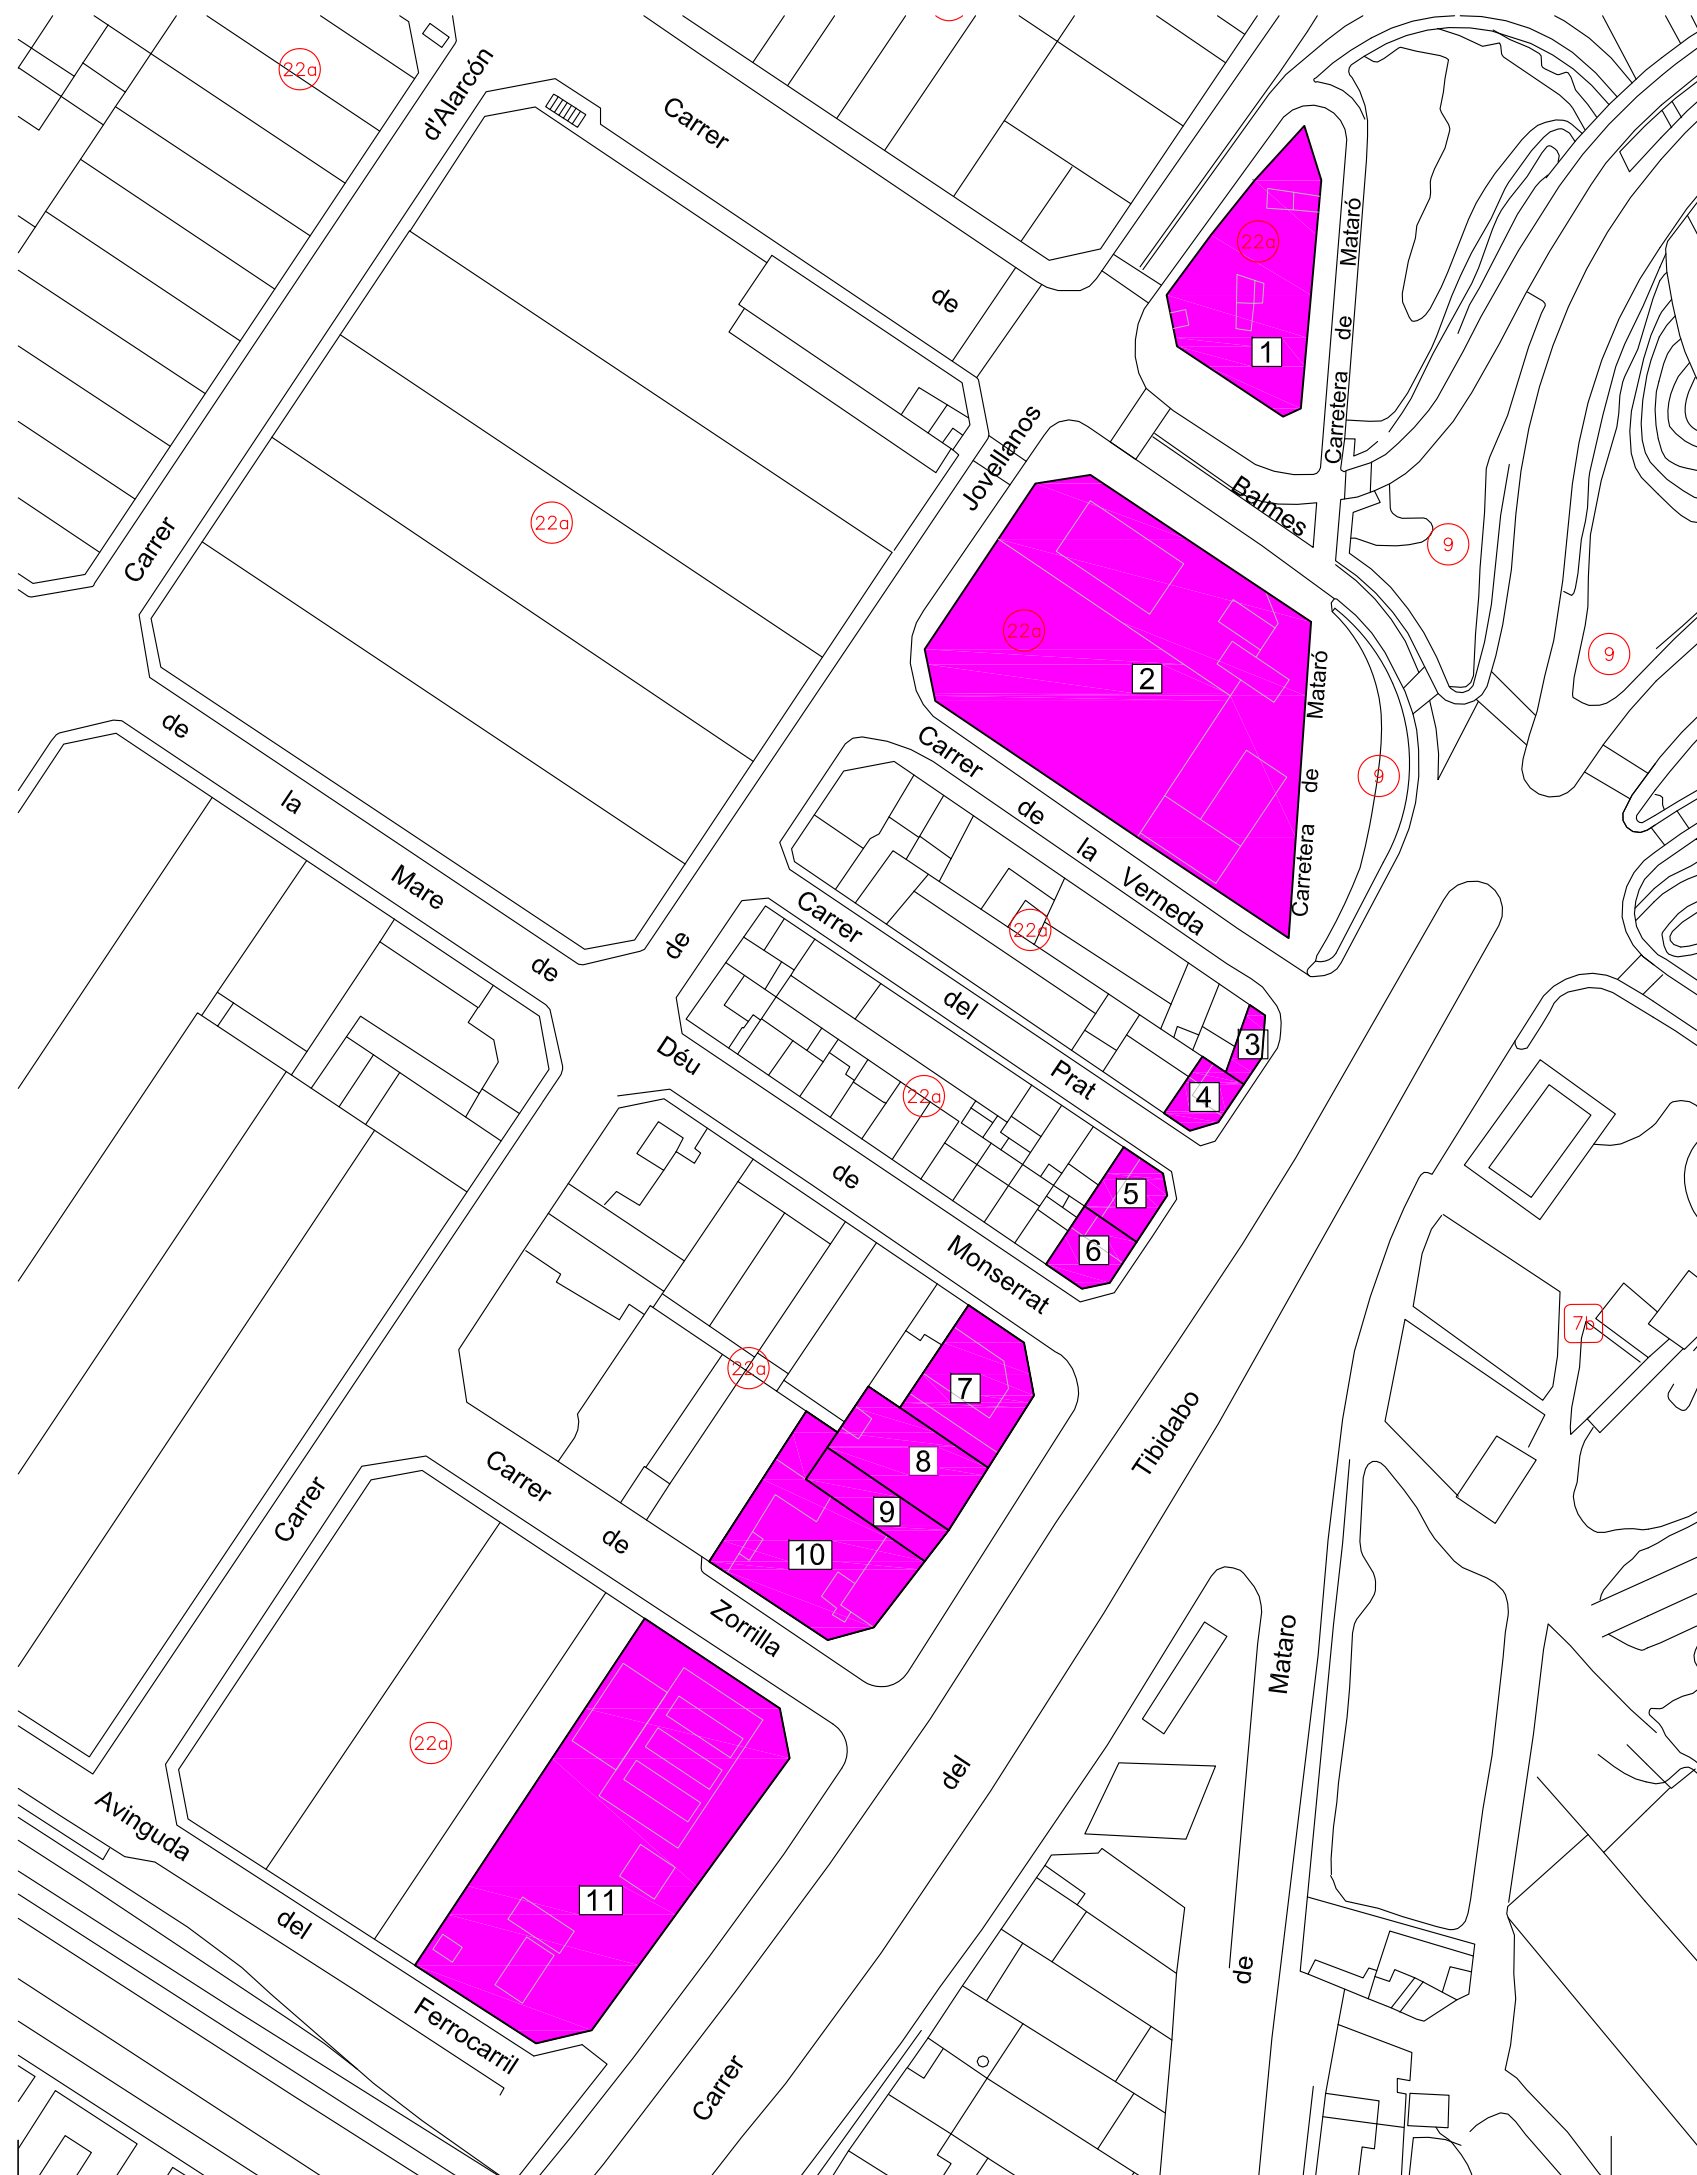 22a
d'Alarcón
Carrer
de
22a
Mataró
de
Carretera
1
Jovellanos
Balmes
22a
Carrer
9
22a
9
2
Mataró
de
Carretera
9
de
la
Mare
de
Carrer
de
la
Verneda
de
Carrer
del
Prat
22a
3
4
Déu
de
Monserrat
22a
5
6
7b
22a
7
8
9
10
Tibidabo
Carrer
Carrer
de
Zorrilla
Mataro
de
22a
del
Carrer
11
Avinguda
del
Ferrocarril